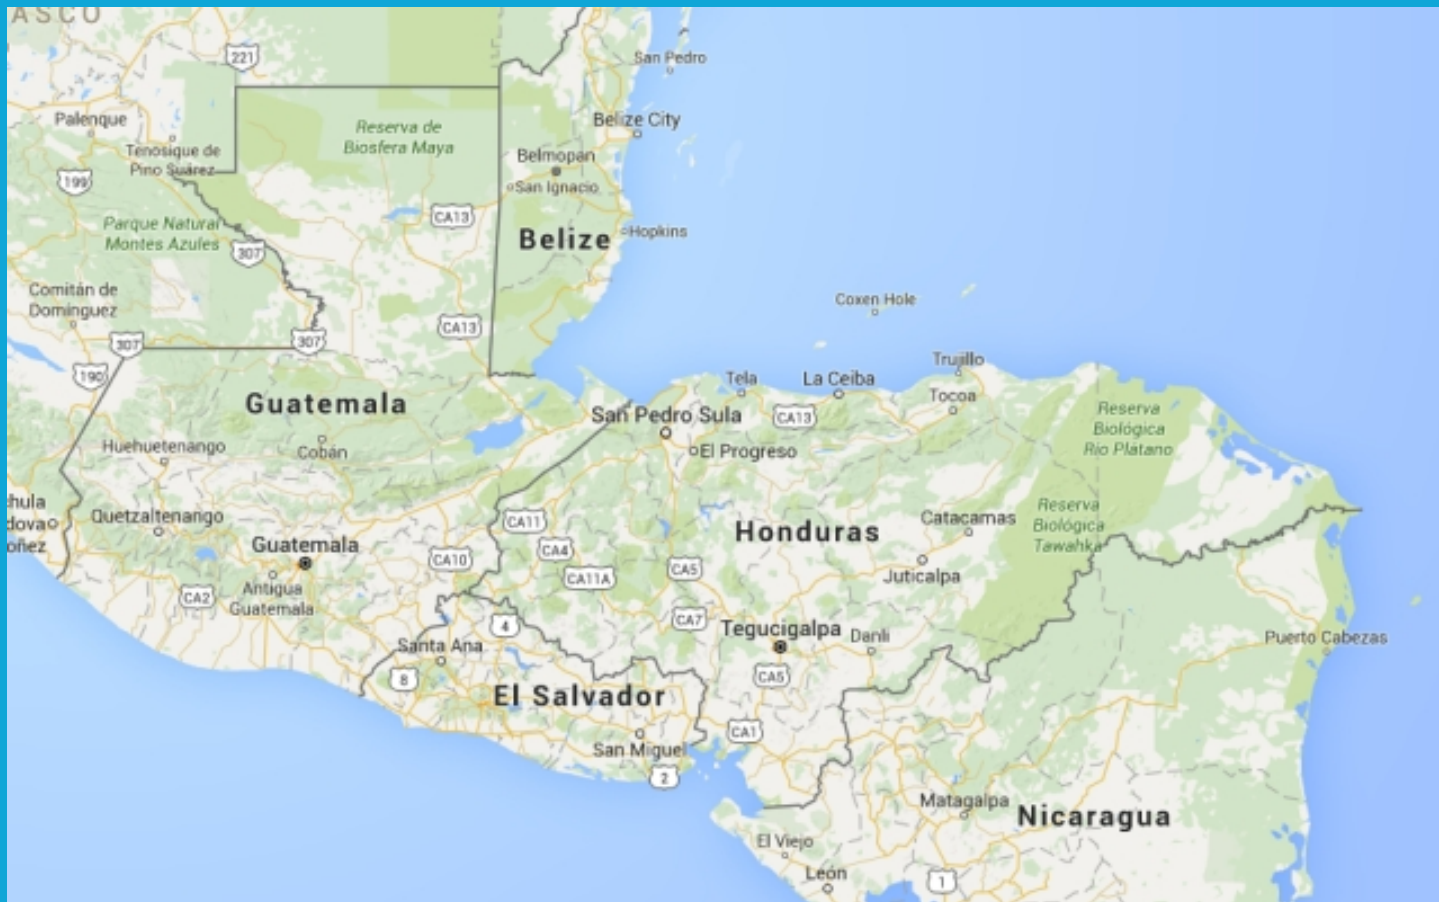 ASCO
221
San Pedro
Palenque
Reserva de
Biosfera Maya
Belize City
Tenosique de
Pino Suárez
Belmopan
199
San Ignacio
CA13
Parque Natural
Montes Azules
Belize
Hopkins
307
Comitán de
Domínguez
Coxen Hole
CA13
307
307
190
Trujillo
Tela
La Ceiba
Tocoa
Guatemala
San Pedro Sula
CA13
Reserva
Biológica
Río Plátano
Huehuetenango
Cobán
El Progreso
hula
dova
oñez
Quetzaltenango
CA11
Honduras
Catacamas
Reserva
Biológica
Tawahka
Guatemala
CA10
CA4
CA11A
CA5
Juticalpa
Antigua
Guatemala
CA2
4
CA7
Tegucigalpa
Danlí
Puerto Cabezas
Santa Ana
8
CA5
El Salvador
San Miguel
CA1
2
Matagalpa
Nicaragua
El Viejo
León
1